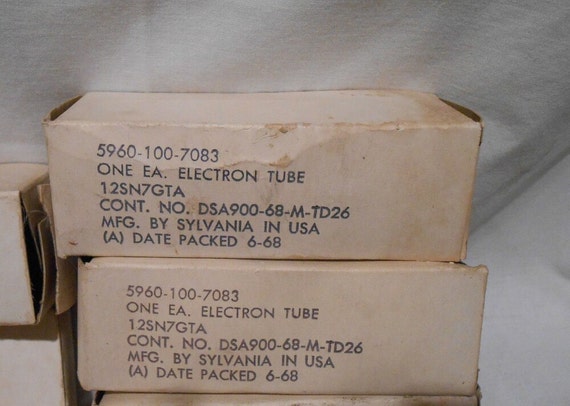 5960-100-7083
ONE EA. ELECTRON TUBE
12SN7GTA
CONT. NO. DSA900-68-M-TD26
MFG. BY SYLVANIA IN USA
(A) DATE PACKED 6-68
5960-100-7083
ONE EA. ELECTRON TUBE
12SN7GTA
CONT. NO. DSA900-68-M-TD26
MFG. BY SYLVANIA IN USA
(A) DATE PACKED 6-68